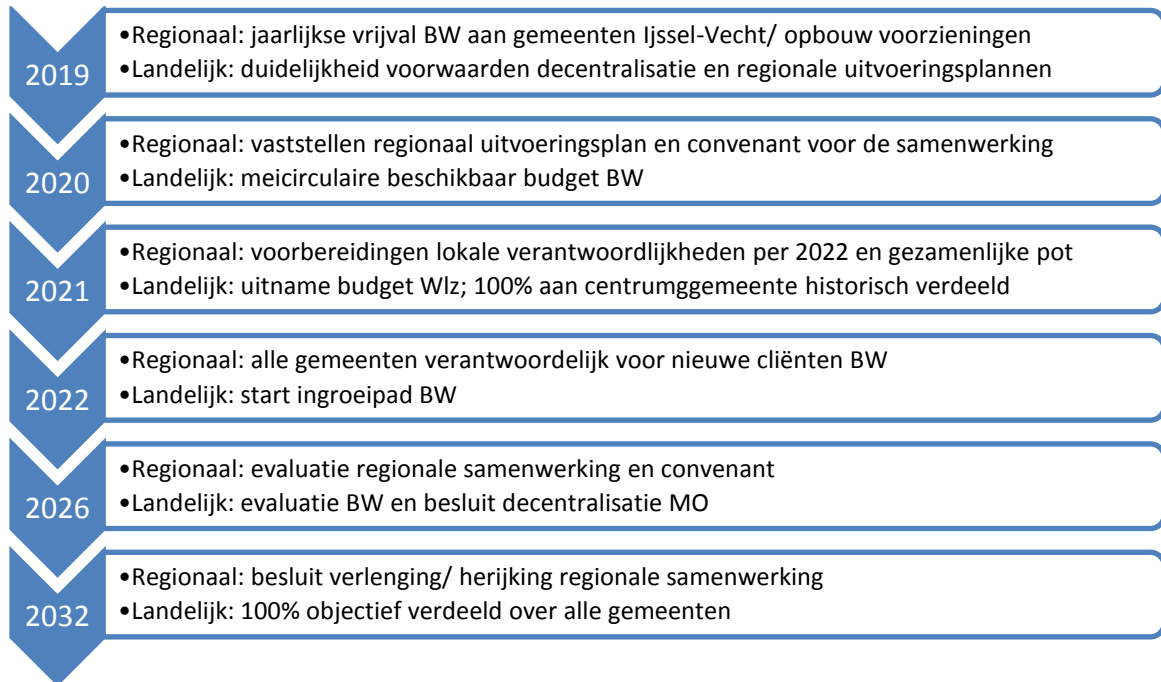 2019
•Regionaal: jaarlijkse vrijval BW aan gemeenten Ijssel-Vecht/ opbouw voorzieningen
•Landelijk: duidelijkheid voorwaarden decentralisatie en regionale uitvoeringsplannen
2020
•Regionaal: vaststellen regionaal uitvoeringsplan en convenant voor de samenwerking
•Landelijk: meicirculaire beschikbaar budget BW
2021
•Regionaal: voorbereidingen lokale verantwoordlijkheden per 2022 en gezamenlijke pot
•Landelijk: uitname budget Wlz; 100% aan centrumggemeente historisch verdeeld
2022
•Regionaal: alle gemeenten verantwoordelijk voor nieuwe cliënten BW
•Landelijk: start ingroeipad BW
2026
•Regionaal: evaluatie regionale samenwerking en convenant
•Landelijk: evaluatie BW en besluit decentralisatie MO
2032
•Regionaal: besluit verlenging/ herijking regionale samenwerking
•Landelijk: 100% objectief verdeeld over alle gemeenten